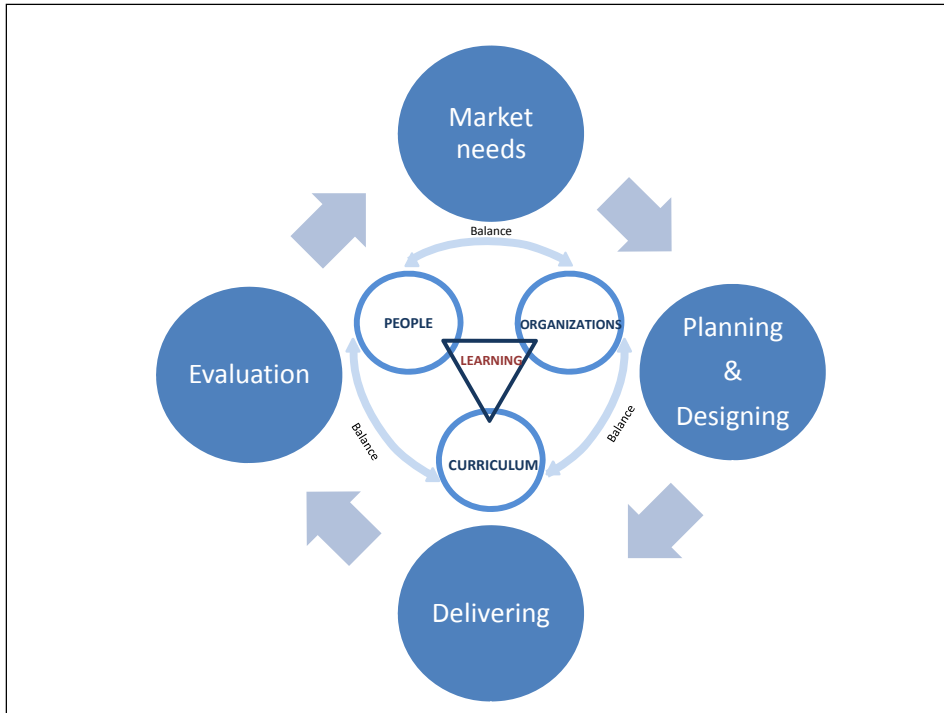 Market
needs
Balance
PEOPLE
ORGANIZATIONS
LEARNING
Planning
&
Designing
Evaluation
Balance
Balance
CURRICULUM
Delivering